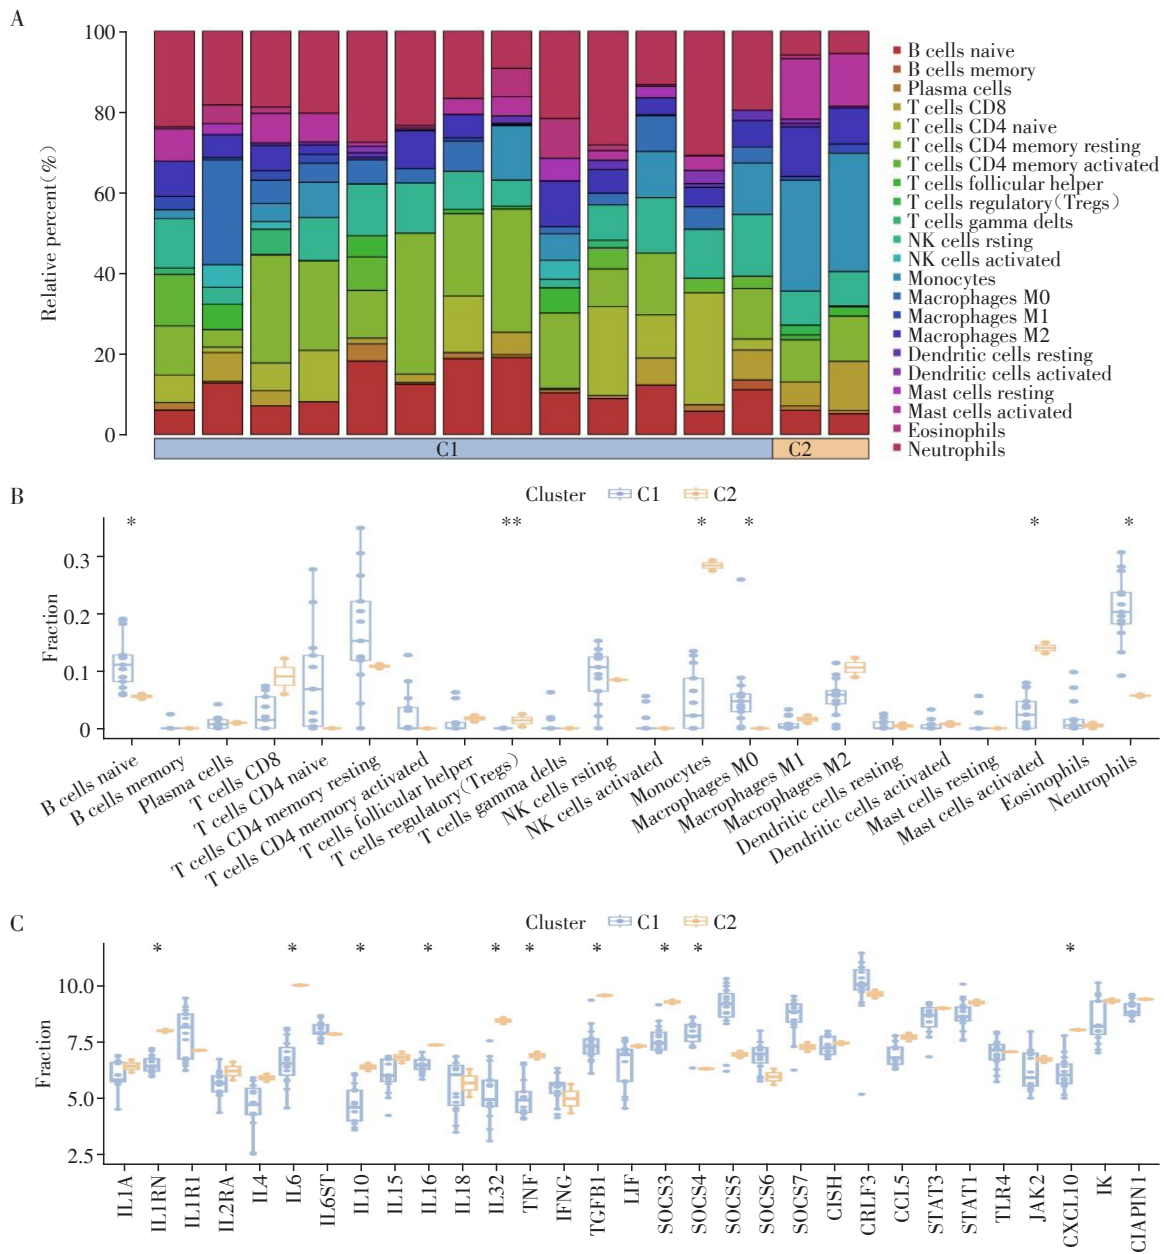 A
100
80
60
40
20
0
Relative percent(%)
C1
C2
B cells naive
B cells memory
Plasma cells
T cells CD8
T cells CD4 naive
T cells CD4 memory resting
T cells CD4 memory activated
T cells follicular helper
T cells regulatory(Tregs)
T cells gamma delts
NK cells rsting
NK cells activated
Monocytes
Macrophages M0
Macrophages M1
Macrophages M2
Dendritic cells resting
Dendritic cells activated
Mast cells resting
Mast cells activated
Eosinophils
Neutrophils
B
Cluster C1 C2
* ** * * * *
0.3
0.2
0.1
0
Fraction
B cells naive
B cells memory
Plasma cells
T cells CD8
T cells CD4 naive
T cells CD4 memory resting
T cells CD4 memory activated
T cells follicular helper
T cells regulatory(Tregs)
T cells gamma delts
NK cells rsting
NK cells activated
Monocytes
Macrophages M0
Macrophages M1
Macrophages M2
Dendritic cells resting
Dendritic cells activated
Mast cells resting
Mast cells activated
Eosinophils
Neutrophils
C
Cluster C1 C2
* * * * * * * * * *
10.0
7.5
5.0
2.5
Fraction
IL1A
IL1RN
IL1R1
IL2RA
IL4
IL6
IL6ST
IL10
IL15
IL16
IL18
IL32
TNF
IFNG
TGFB1
LIF
SOCS3
SOCS4
SOCS5
SOCS6
SOCS7
CISH
CRLF3
CCL5
STAT3
STAT1
TLR4
JAK2
CXCL10
IK
CIAPIN1